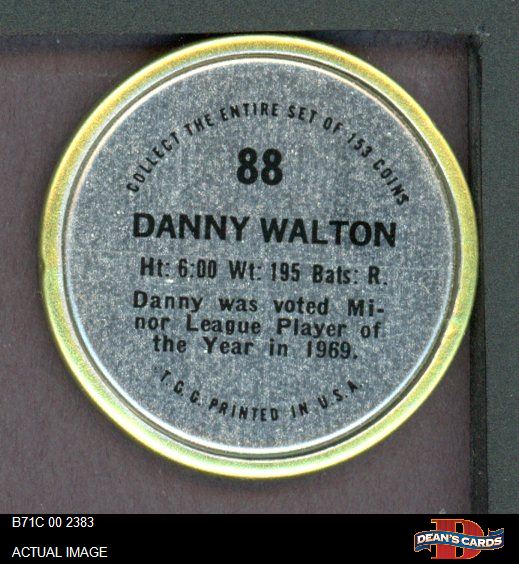 COLLECT THE ENTIRE SET OF 153 COINS
88
DANNY WALTON
Ht: 6:00 Wt: 195 Bats: R.
Danny was voted Mi-
nor League Player of
the Year in 1969.
©T.C.G. PRINTED IN U.S.A.
B71C 00 2383
ACTUAL IMAGE
D
DEAN'S CARDS